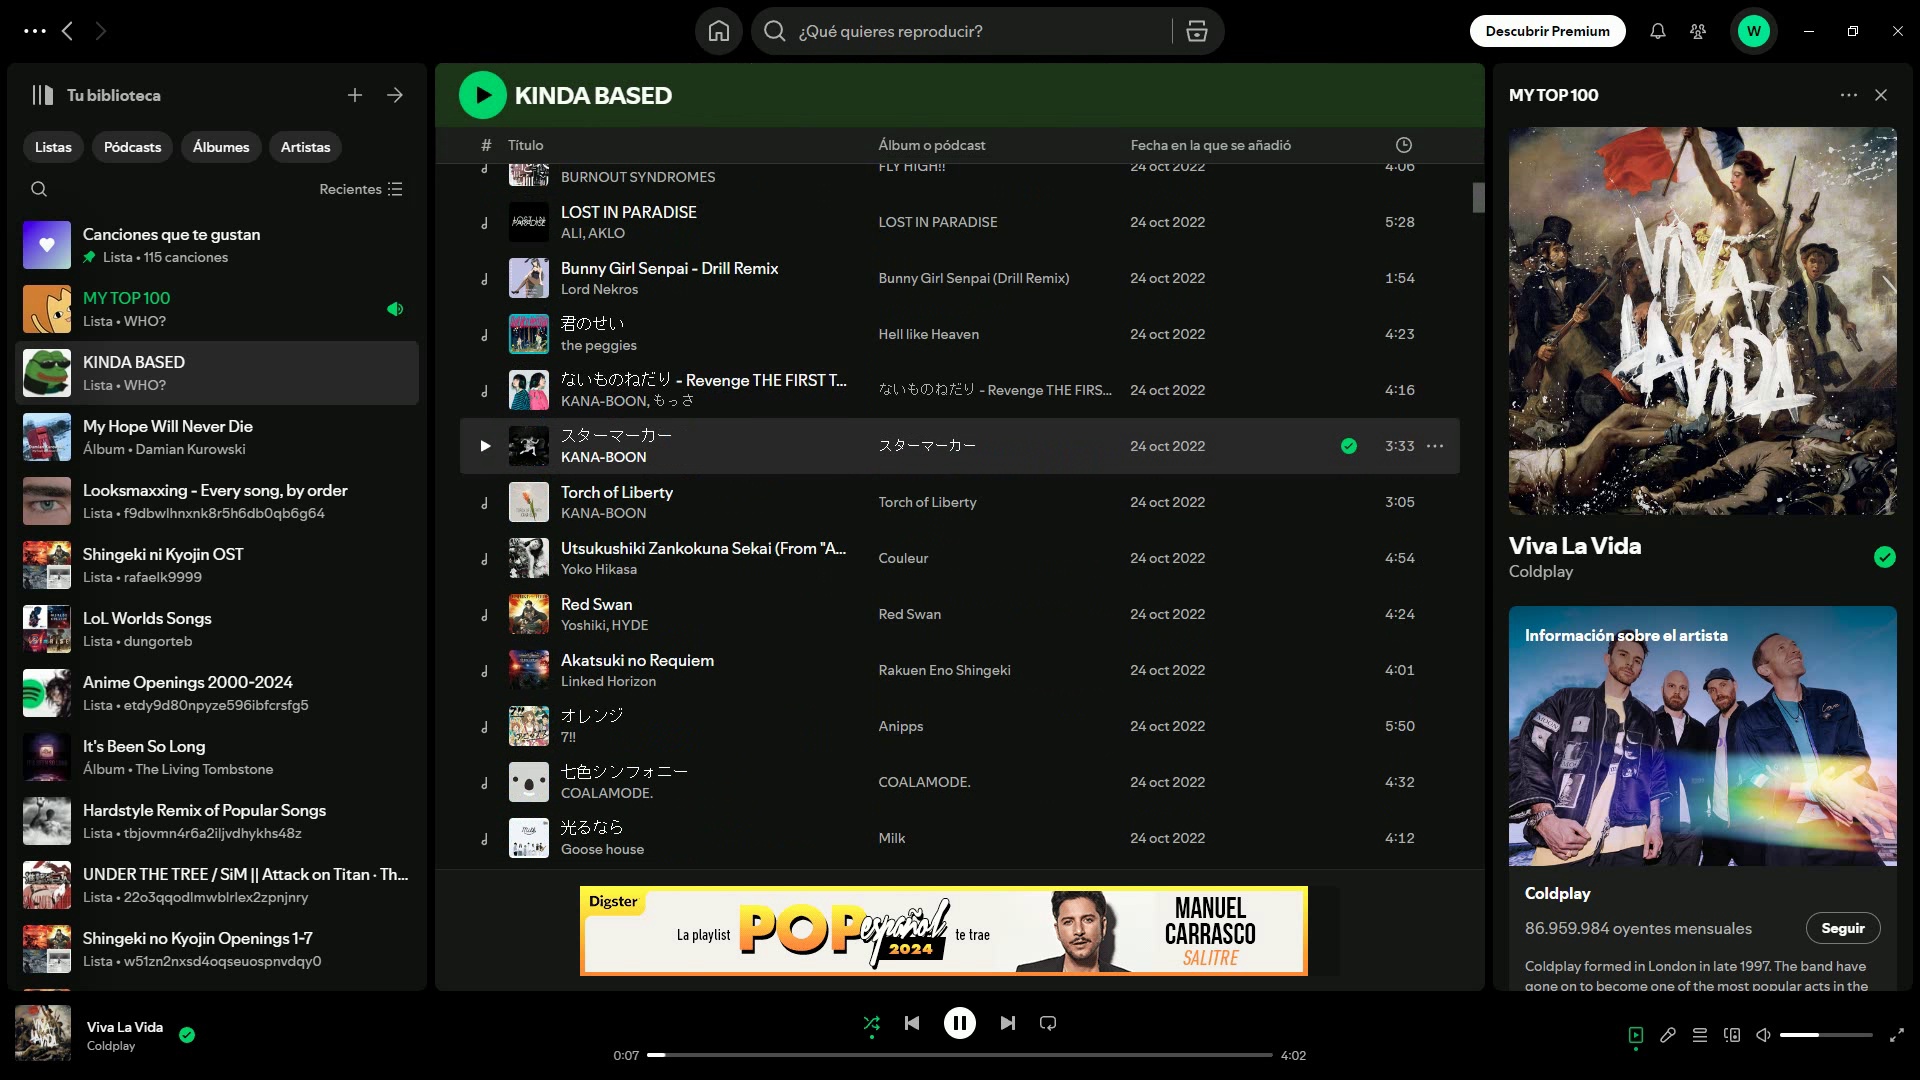 ¿Qué quieres reproducir?
Descubrir Premium
W
Tu biblioteca
Listas
Pódcasts
Álbumes
Artistas
Recientes
Canciones que te gustan
Lista • 115 canciones
MY TOP 100
Lista • WHO?
KINDA BASED
Lista • WHO?
My Hope Will Never Die
Álbum • Damian Kurowski
Looksmaxxing - Every song, by order
Lista • f9dbwlhnxnk8r5h6db0qb6g64
Shingeki ni Kyojin OST
Lista • rafaelk9999
LoL Worlds Songs
Lista • dungorteb
Anime Openings 2000-2024
Lista • etdy9d80npyze596ibfcrsfg5
It's Been So Long
Álbum • The Living Tombstone
Hardstyle Remix of Popular Songs
Lista • tbjovmn4r6a2iljvdhykhs48z
UNDER THE TREE / SiM || Attack on Titan · Th...
Lista • 22o3qqodlmwblrlex2zpnjnry
Shingeki no Kyojin Openings 1-7
Lista • w51zn2nxsd4oqseuospnvdqy0
KINDA BASED
# Título Álbum o pódcast Fecha en la que se añadió
BURNOUT SYNDROMES FLY HIGH!! 24 oct 2022 4:06
LOST IN PARADISE
ALI, AKLO LOST IN PARADISE 24 oct 2022 5:28
Bunny Girl Senpai - Drill Remix
Lord Nekros Bunny Girl Senpai (Drill Remix) 24 oct 2022 1:54
君のせい
the peggies Hell like Heaven 24 oct 2022 4:23
ないものねだり - Revenge THE FIRST T...
KANA-BOON, もっさ ないものねだり - Revenge THE FIRS... 24 oct 2022 4:16
スターマーカー
KANA-BOON スターマーカー 24 oct 2022 3:33
Torch of Liberty
KANA-BOON Torch of Liberty 24 oct 2022 3:05
Utsukushiki Zankokuna Sekai (From "A...
Yoko Hikasa Couleur 24 oct 2022 4:54
Red Swan
Yoshiki, HYDE Red Swan 24 oct 2022 4:24
Akatsuki no Requiem
Linked Horizon Rakuen Eno Shingeki 24 oct 2022 4:01
オレンジ
7!! Anipps 24 oct 2022 5:50
七色シンフォニー
COALAMODE. COALAMODE. 24 oct 2022 4:32
光るなら
Goose house Milk 24 oct 2022 4:12
Digster
La playlist POP español 2024 te trae
MANUEL
CARRASCO
SALITRE
MY TOP 100
VIVA
LA VIDA
Viva La Vida
Coldplay
Información sobre el artista
Coldplay
86.959.984 oyentes mensuales
Seguir
Coldplay formed in London in late 1997. The band have
gone on to become one of the most popular acts in the
Viva La Vida
Coldplay
0:07
4:02